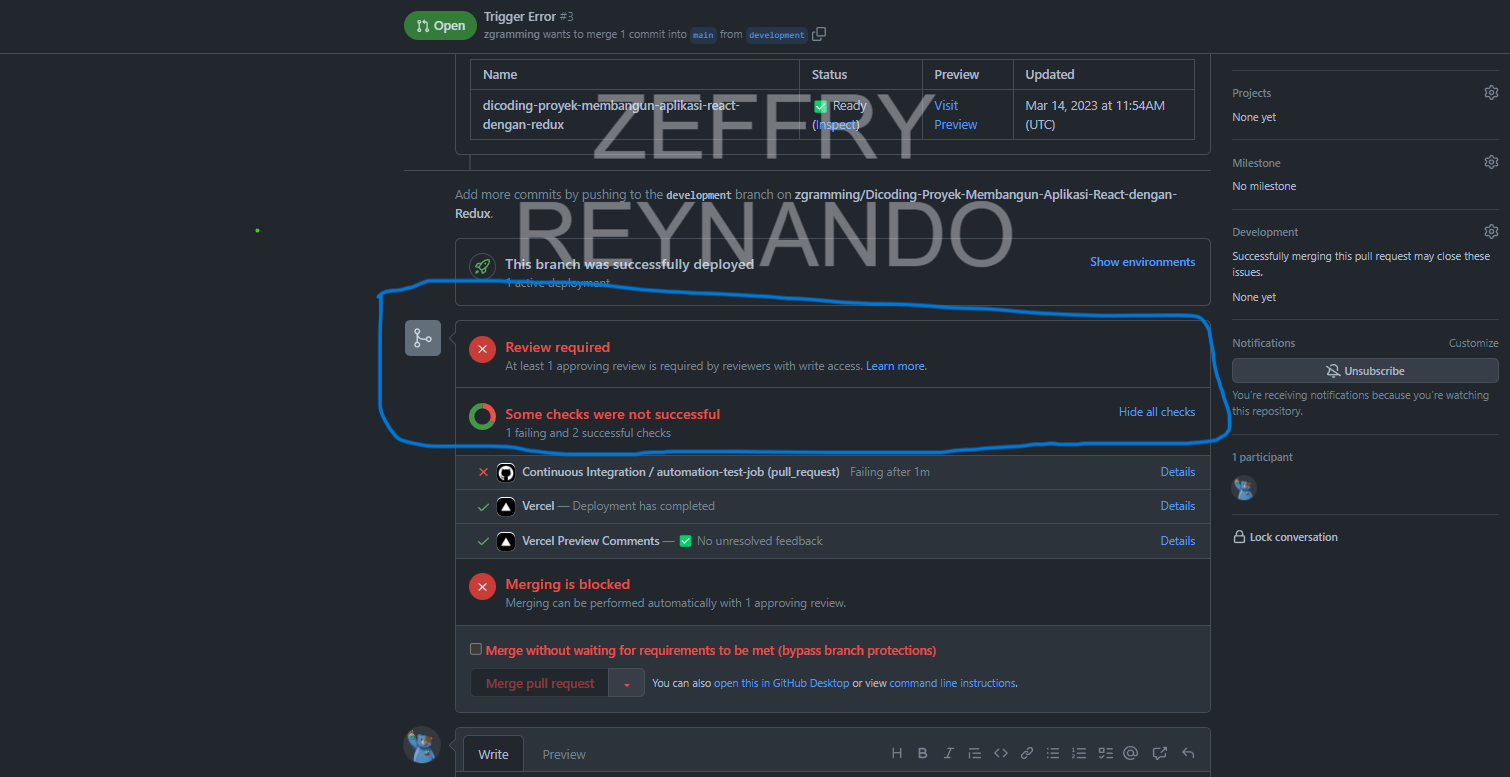 Open
Trigger Error #3
zgramming wants to merge 1 commit into main from development
Name Status Preview Updated
dicoding-proyek-membangun-aplikasi-react-dengan-redux
✅ Ready (Inspect)
Visit Preview
Mar 14, 2023 at 11:54AM (UTC)
ZEFFRY
REYNANDO
Add more commits by pushing to the development branch on zgramming/Dicoding-Proyek-Membangun-Aplikasi-React-dengan-
Redux.
This branch was successfully deployed
1 active deployment
Show environments
Review required
At least 1 approving review is required by reviewers with write access. Learn more.
Some checks were not successful
1 failing and 2 successful checks
Hide all checks
Continuous Integration / automation-test-job (pull_request) Failing after 1m Details
Vercel — Deployment has completed Details
Vercel Preview Comments — ✅ No unresolved feedback Details
Merging is blocked
Merging can be performed automatically with 1 approving review.
Merge without waiting for requirements to be met (bypass branch protections)
Merge pull request
You can also open this in GitHub Desktop or view command line instructions.
Write Preview
Projects
None yet
Milestone
No milestone
Development
Successfully merging this pull request may close these
issues.
None yet
Notifications Customize
Unsubscribe
You're receiving notifications because you're watching
this repository.
1 participant
Lock conversation